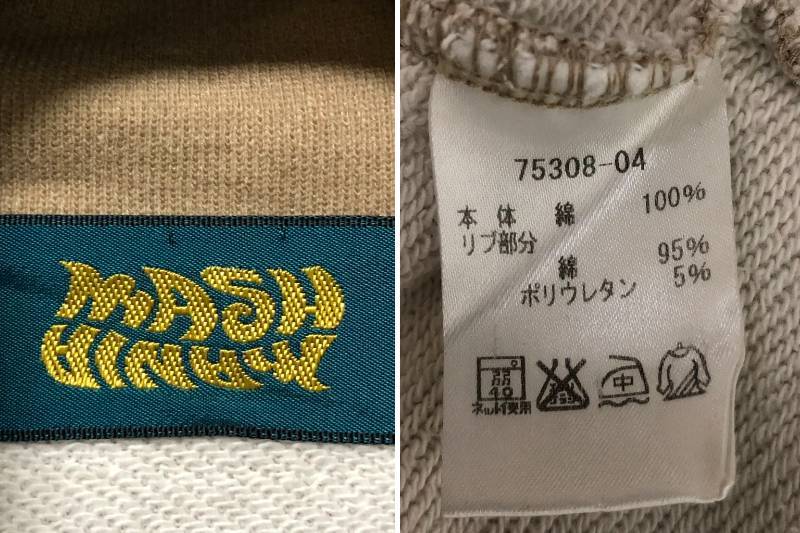 MASH
MANIA
75308-04
本体 綿 100%
リブ部分
綿 95%
ポリウレタン 5%
弱
40
ネット使用
中